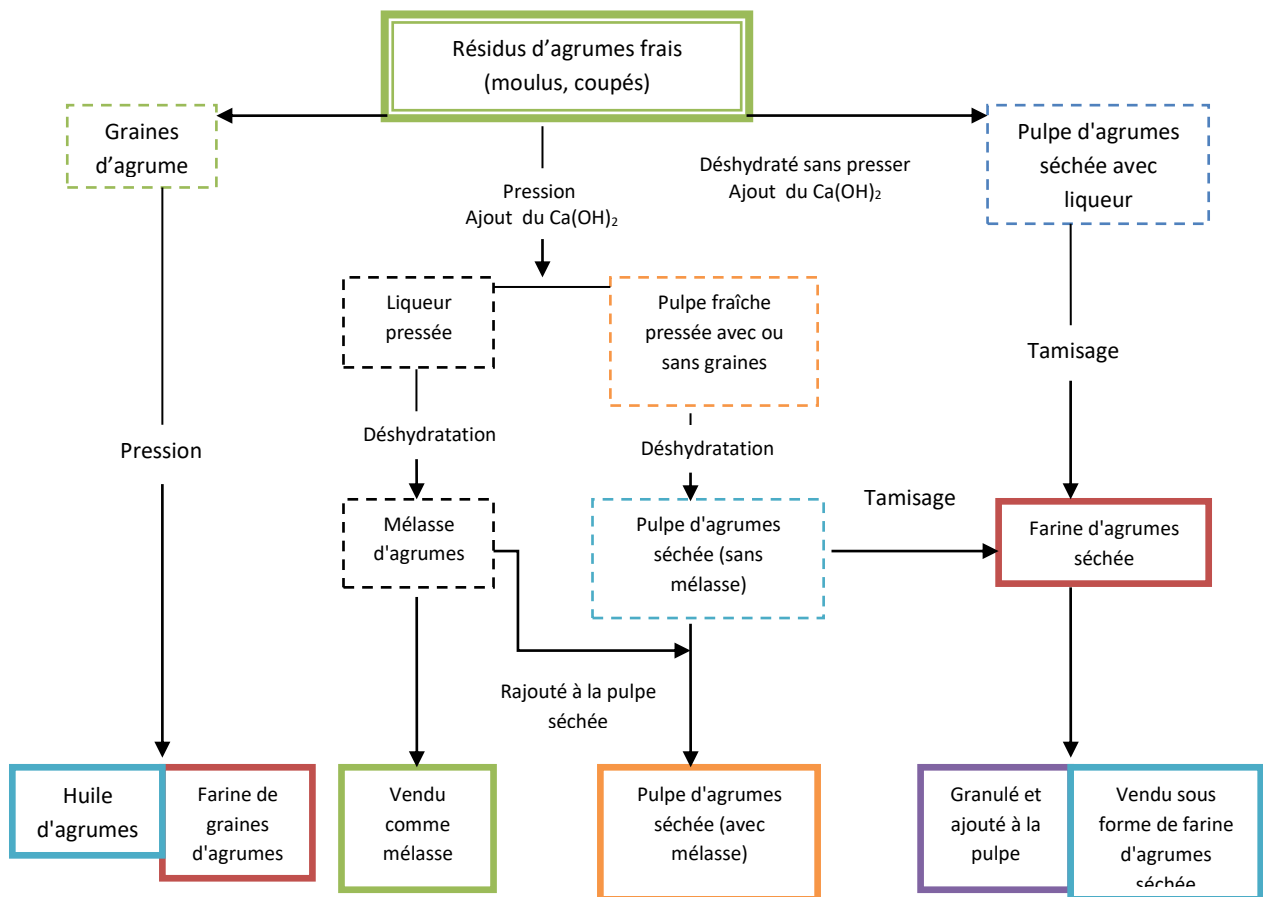 Résidus d’agrumes frais
(moulus, coupés)
Graines
d’agrume
Pulpe d'agrumes
séchée avec
liqueur
Déshydraté sans presser
Ajout du Ca(OH)₂
Pression
Ajout du Ca(OH)₂
Liqueur
pressée
Pulpe fraîche
pressée avec ou
sans graines
Tamisage
Déshydratation
Déshydratation
Pression
Tamisage
Mélasse
d'agrumes
Pulpe d'agrumes
séchée (sans
mélasse)
Farine d'agrumes
séchée
Rajouté à la pulpe
séchée
Huile
d'agrumes
Farine de
graines
d'agrumes
Vendu
comme
mélasse
Pulpe d'agrumes
séchée (avec
mélasse)
Granulé et
ajouté à la
pulpe
Vendu sous
forme de farine
d'agrumes
séchée